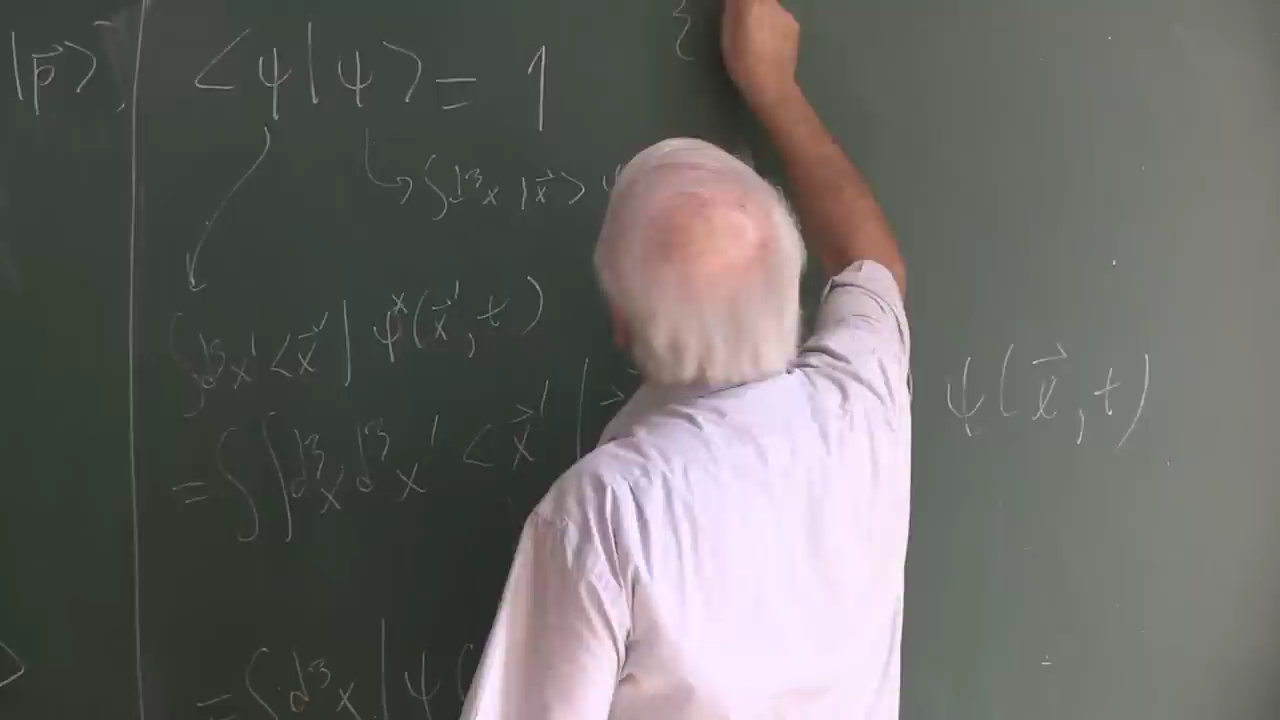 |p⃗>,
<ψ|ψ> = 1
∫d³x |x⃗> ψ
∫d³x' <x⃗'| ψ*(x⃗', t)
= ∫∫d³x d³x' <x⃗'| ψ(x⃗, t)
= ∫d³x |ψ(